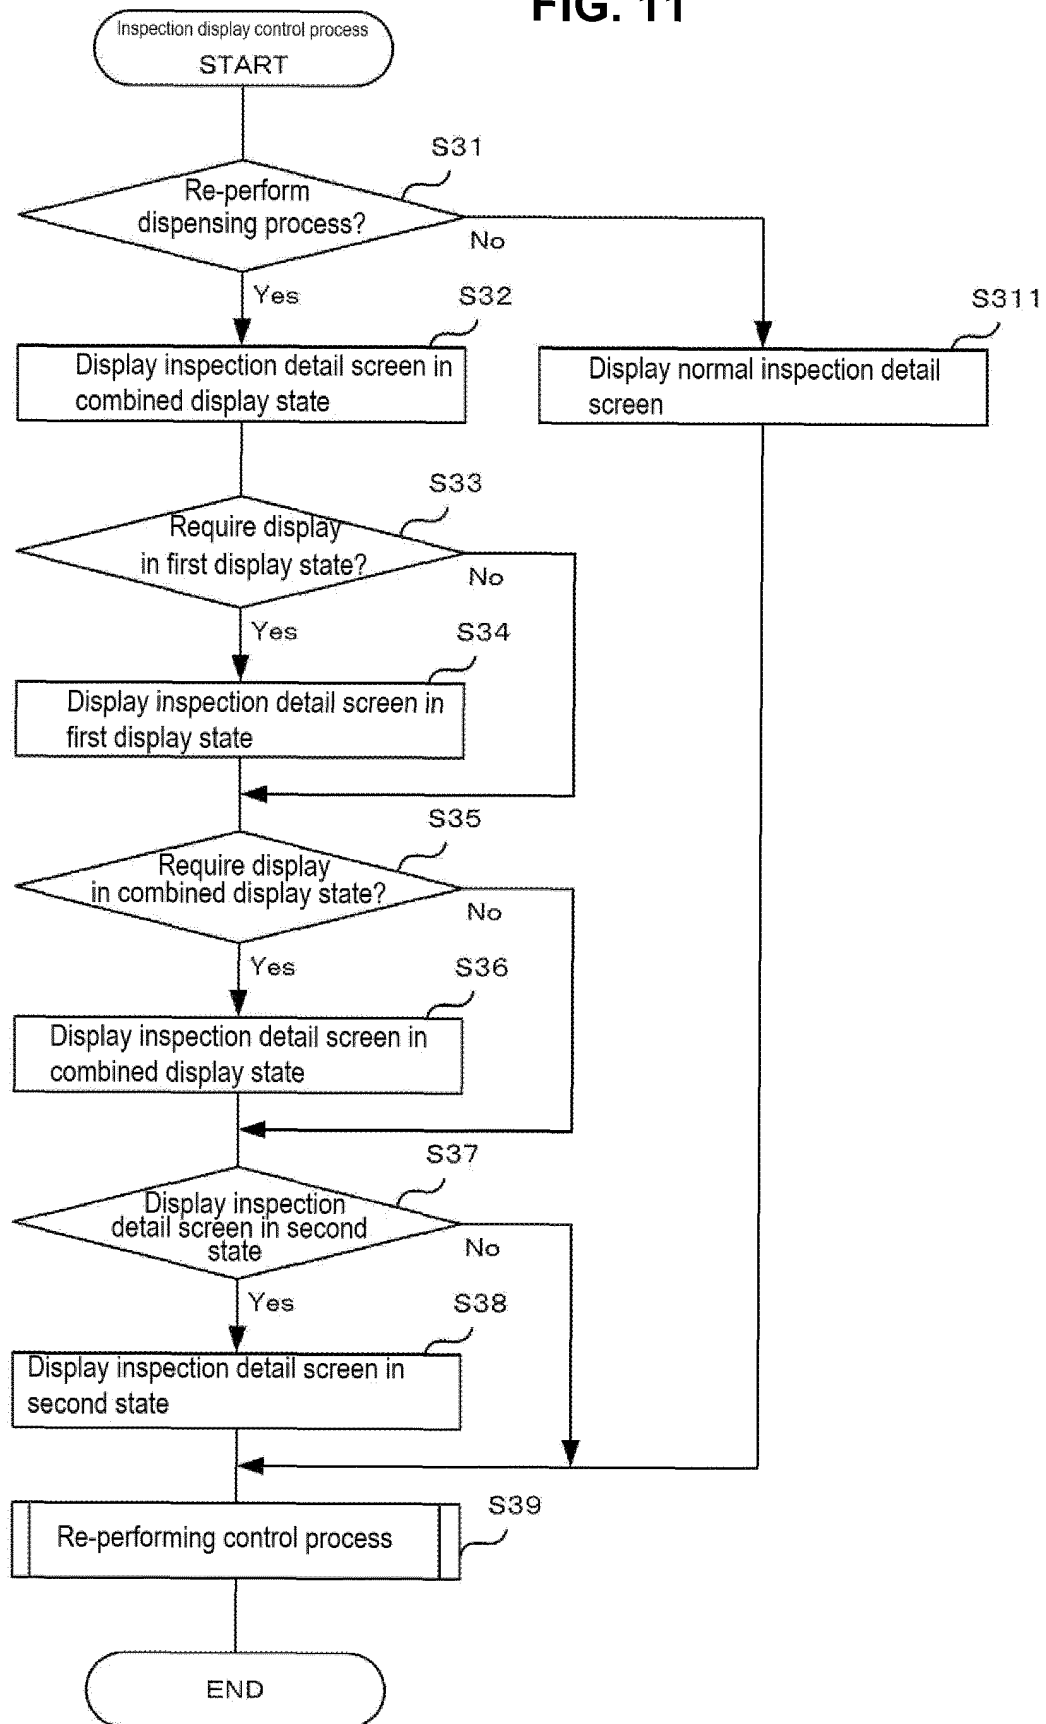 FIG. 11
Inspection display control process
START
S31
Re-perform
dispensing process?
No
Yes
S32
S311
Display inspection detail screen in
combined display state
Display normal inspection detail
screen
S33
Require display
in first display state?
No
Yes
S34
Display inspection detail screen in
first display state
S35
Require display
in combined display state?
No
Yes
S36
Display inspection detail screen in
combined display state
S37
Display inspection
detail screen in second
state
No
Yes
S38
Display inspection detail screen in
second state
S39
Re-performing control process
END